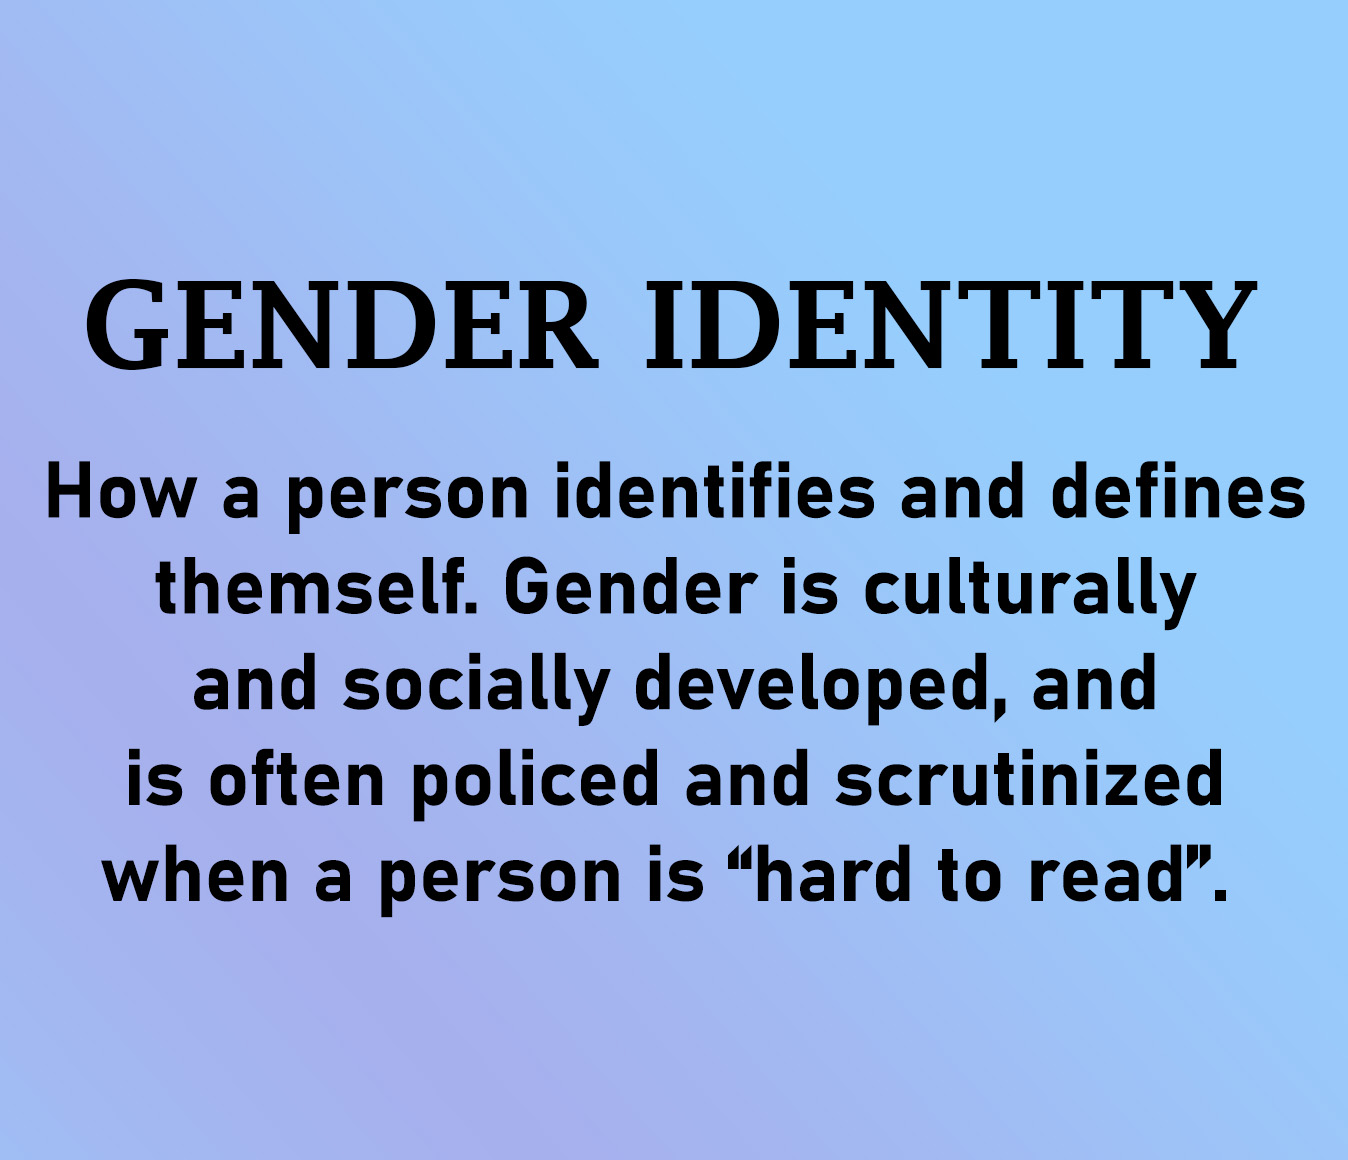 GENDER IDENTITY
How a person identifies and defines
themself. Gender is culturally
and socially developed, and
is often policed and scrutinized
when a person is “hard to read”.